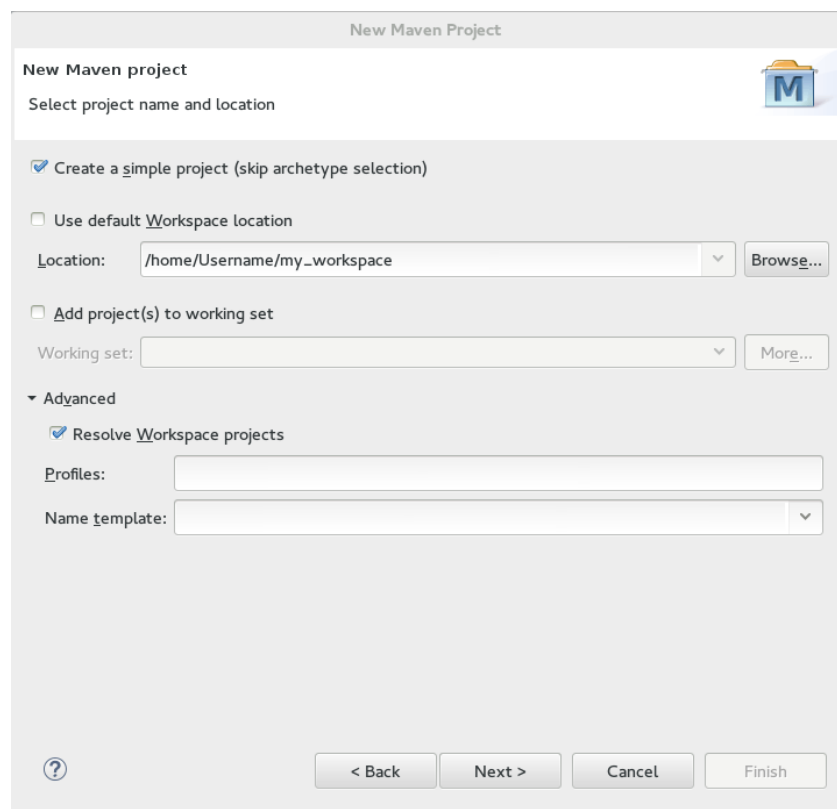 New Maven Project
New Maven project
Select project name and location
M
Create a simple project (skip archetype selection)
Use default Workspace location
Location: /home/Username/my_workspace Browse...
Add project(s) to working set
Working set: More...
Advanced
Resolve Workspace projects
Profiles:
Name template:
? < Back Next > Cancel Finish